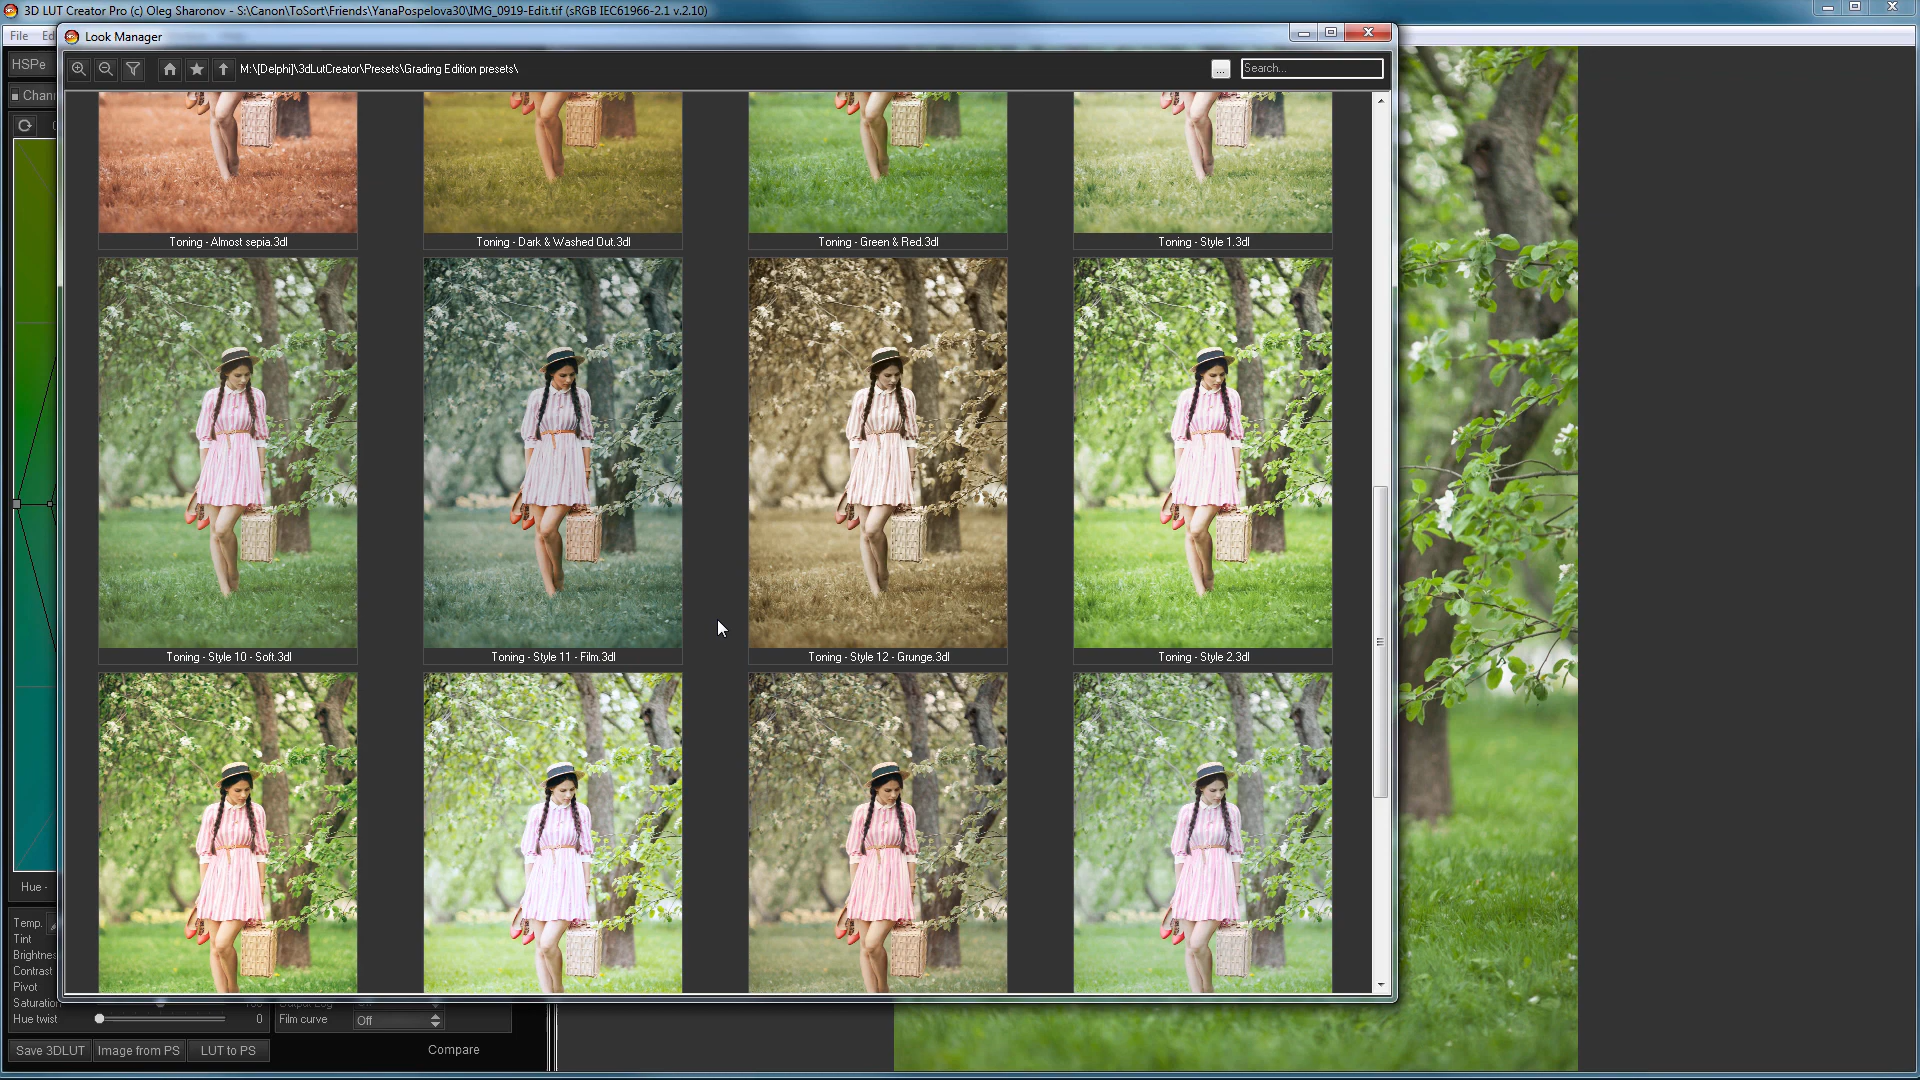 3D LUT Creator Pro (c) Oleg Sharonov - S:\Canon\ToSort\Friends\YanaPospelova30\IMG_0919-Edit.tif (sRGB IEC61966-2.1 v.2.10)
File
Look Manager
HSPe
M:\[Delphi]\3dLutCreator\Presets\Grading Edition presets\
...
Search...
Chann
Toning - Almost sepia.3dl
Toning - Dark & Washed Out.3dl
Toning - Green & Red.3dl
Toning - Style 1.3dl
Toning - Style 10 - Soft.3dl
Toning - Style 11 - Film.3dl
Toning - Style 12 - Grunge.3dl
Toning - Style 2.3dl
Hue -
Temp.
Tint
Brightnes
Contrast
Pivot
Saturation
Hue twist
0
Film curve
Off
Save 3DLUT
Image from PS
LUT to PS
Compare